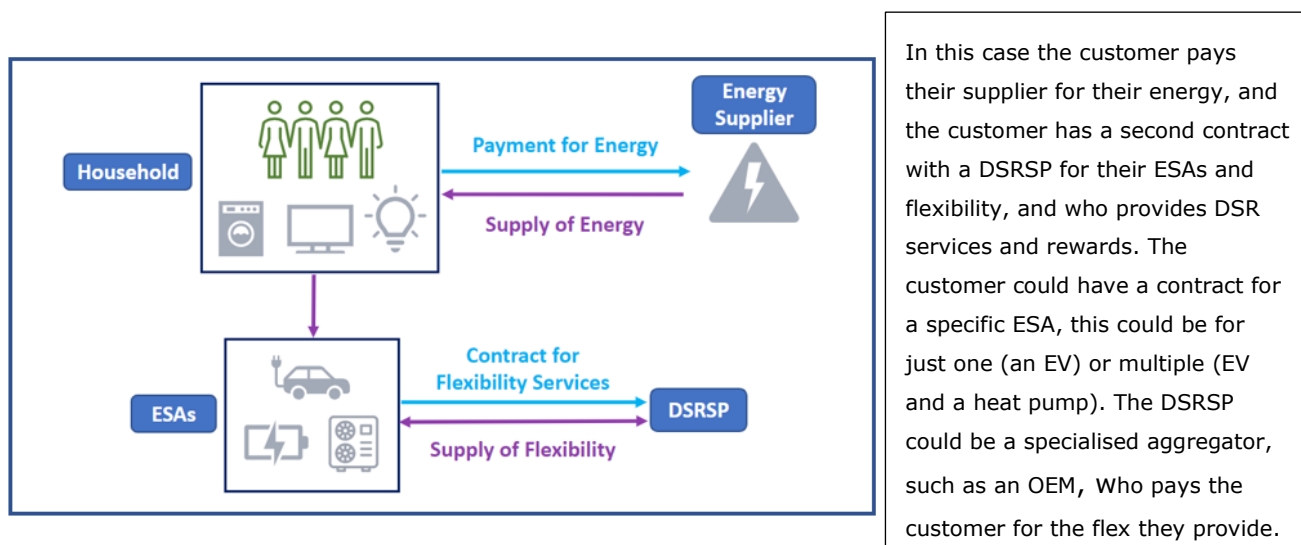 Energy
Supplier
Payment for Energy
Household
Supply of Energy
Contract for
Flexibility Services
ESAs
DSRSP
Supply of Flexibility
In this case the customer pays
their supplier for their energy, and
the customer has a second contract
with a DSRSP for their ESAs and
flexibility, and who provides DSR
services and rewards. The
customer could have a contract for
a specific ESA, this could be for
just one (an EV) or multiple (EV
and a heat pump). The DSRSP
could be a specialised aggregator,
such as an OEM, Who pays the
customer for the flex they provide.